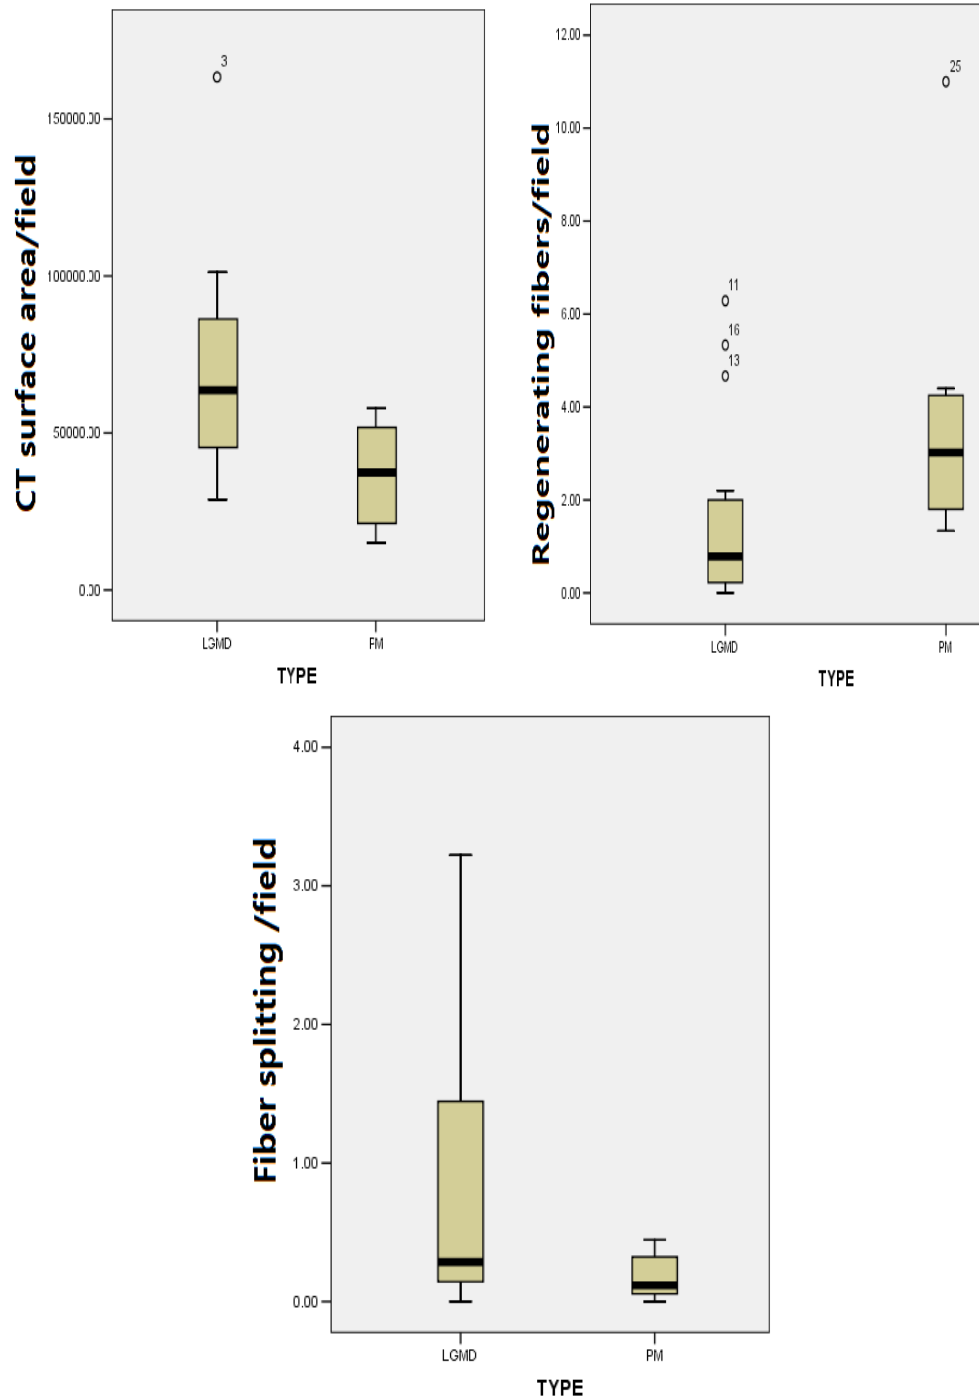 CT surface area/field
3
150000.00
100000.00
50000.00
0.00
LGMD PM
TYPE
Regenerating fibers/field
12.00
10.00
8.00
6.00
4.00
2.00
0.00
25
11
16
13
LGMD PM
TYPE
Fiber splitting /field
4.00
3.00
2.00
1.00
0.00
LGMD PM
TYPE